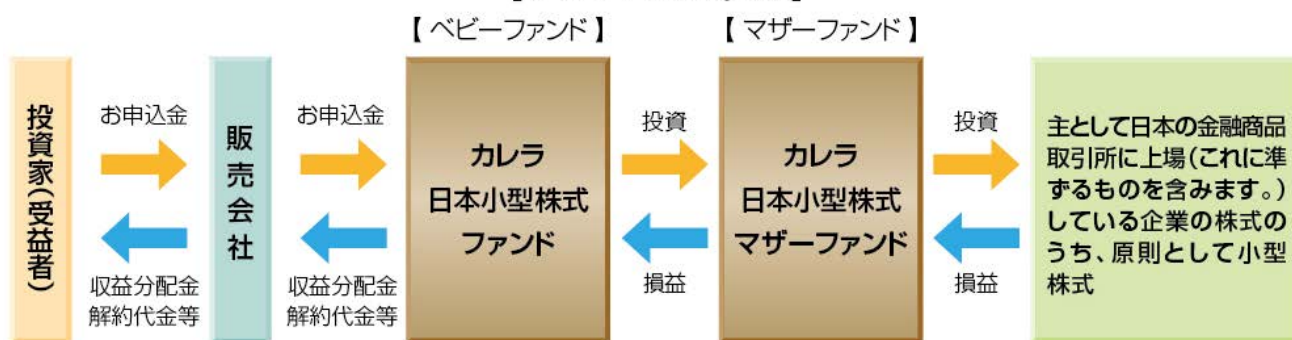 【 ベビーファンド 】
【 マザーファンド 】
投資家(受益者)
お申込金
収益分配金
解約代金等
販売会社
お申込金
収益分配金
解約代金等
カレラ
日本小型株式
ファンド
投資
損益
カレラ
日本小型株式
マザーファンド
投資
損益
主として日本の金融商品
取引所に上場(これに準
ずるものを含みます。)
している企業の株式の
うち、原則として小型
株式